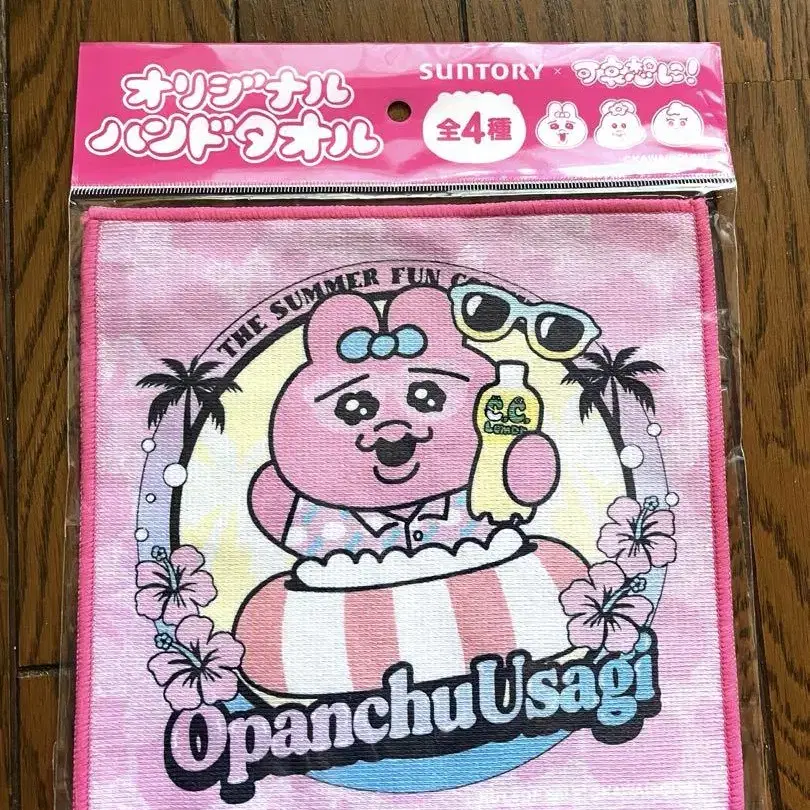 オリジナル
ハンドタオル
SUNTORY × 可哀想に!
全4種
THE SUMMER FUN
C.C.
Lemon
OpanchuUsagi